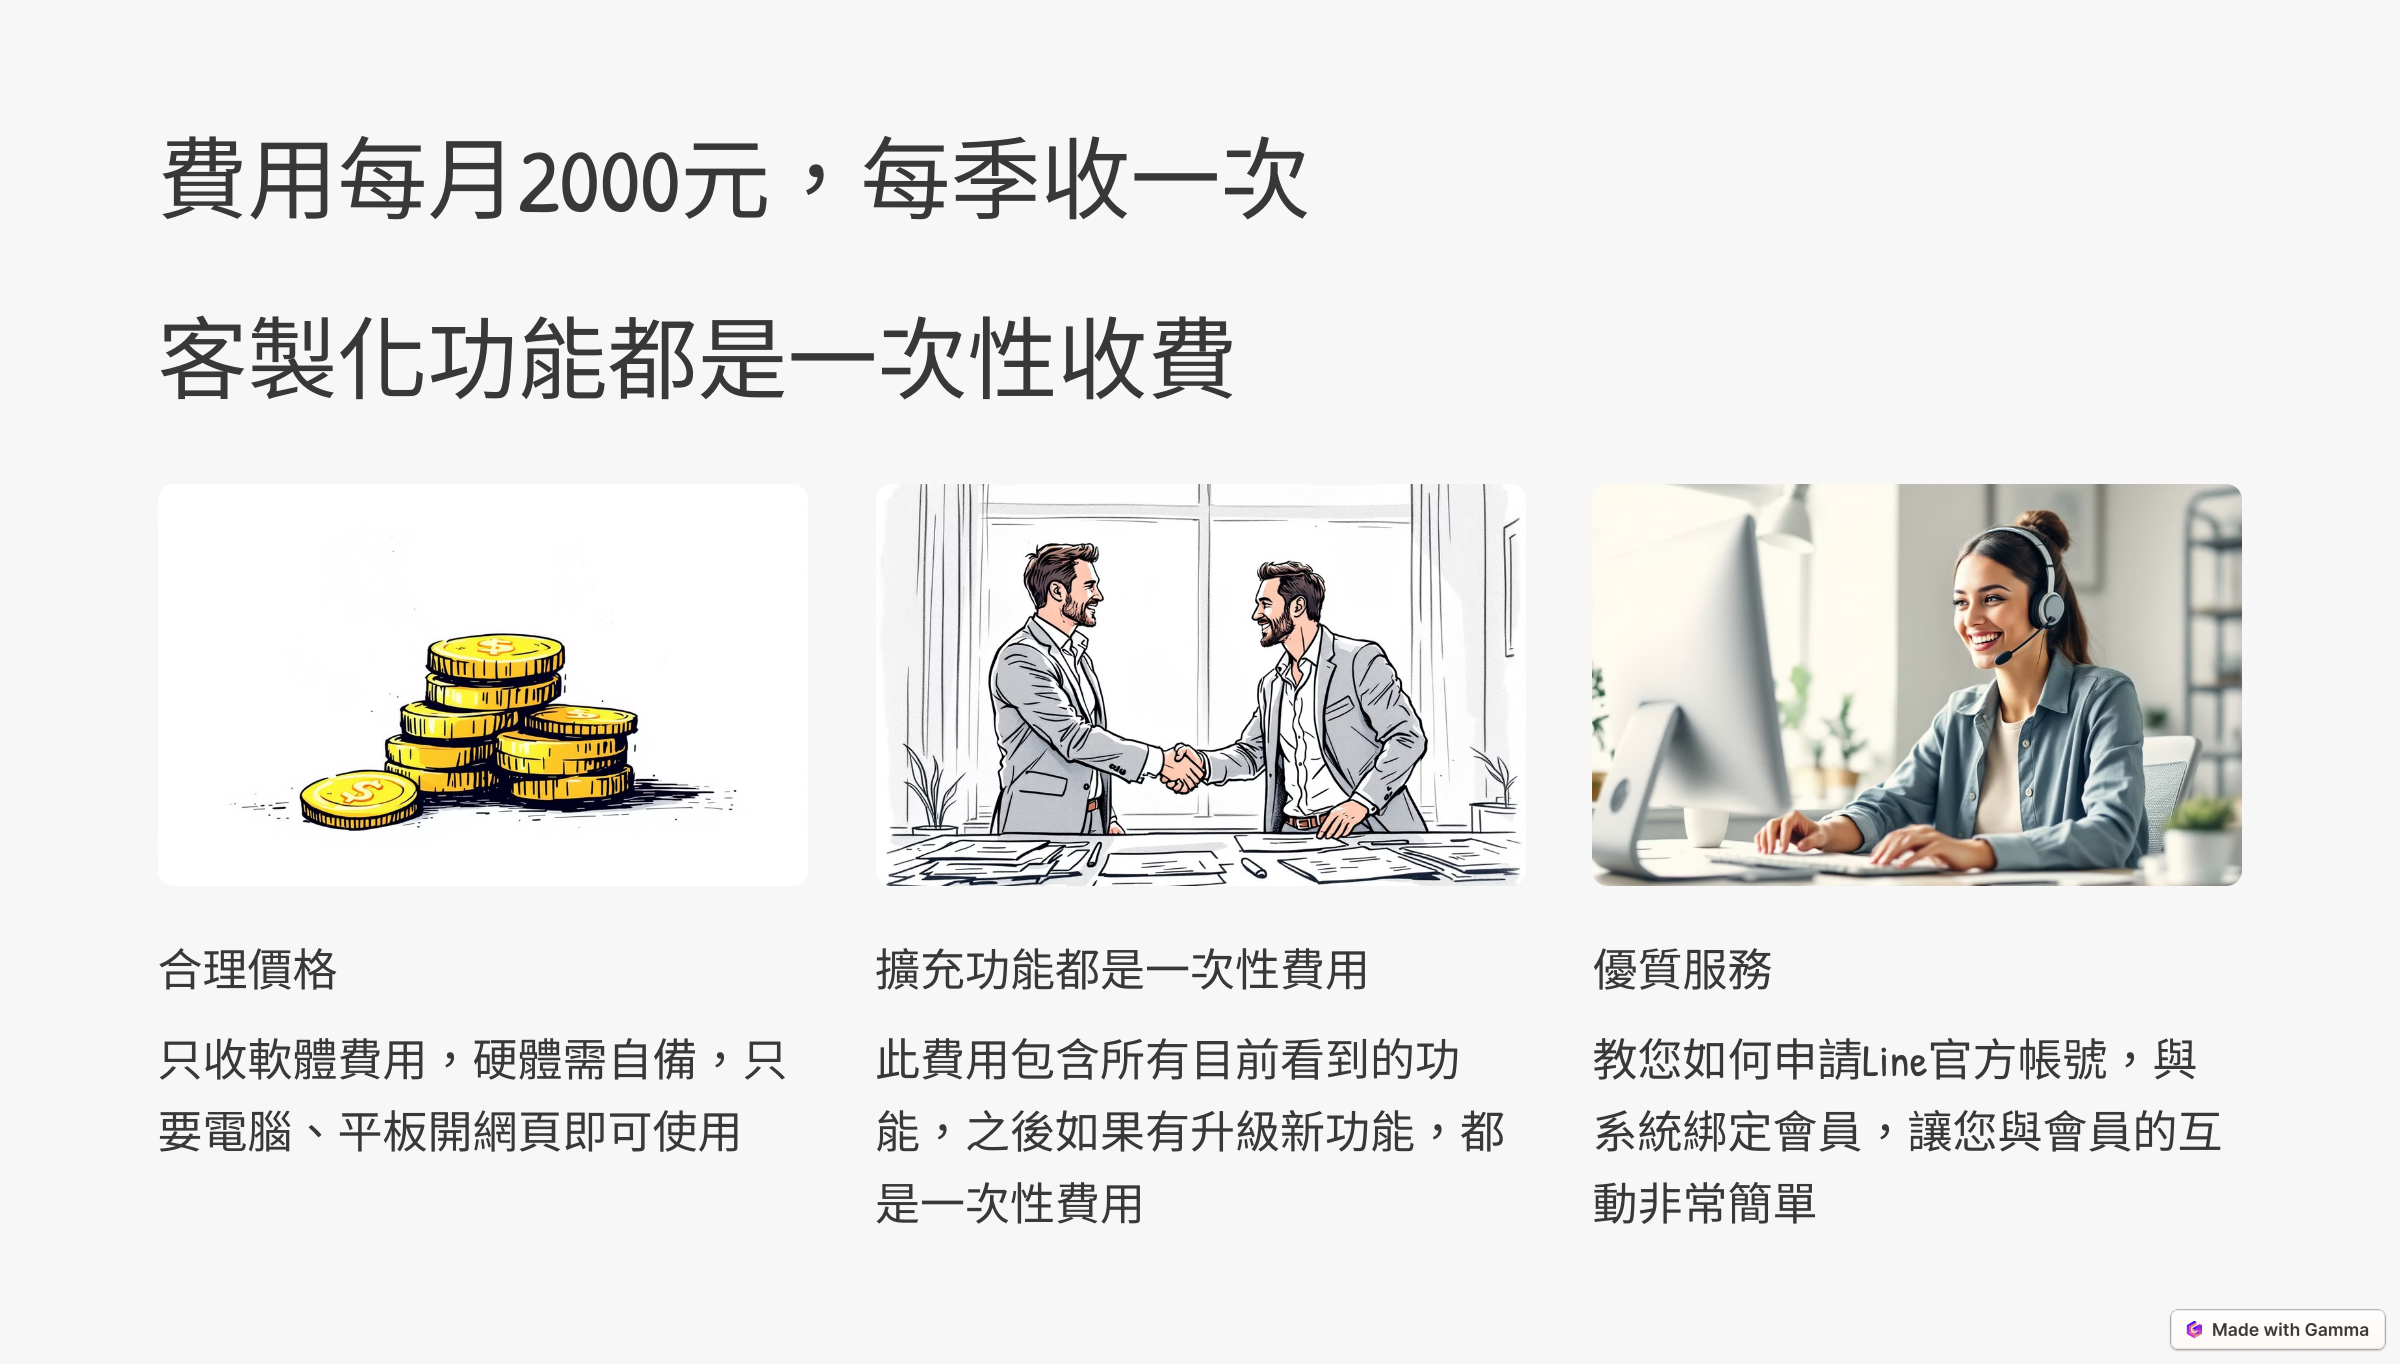 費用每月2000元，每季收一次
客製化功能都是一次性收費
合理價格
只收軟體費用，硬體需自備，只
要電腦、平板開網頁即可使用
擴充功能都是一次性費用
此費用包含所有目前看到的功
能，之後如果有升級新功能，都
是一次性費用
優質服務
教您如何申請Line官方帳號，與
系統綁定會員，讓您與會員的互
動非常簡單
Made with Gamma